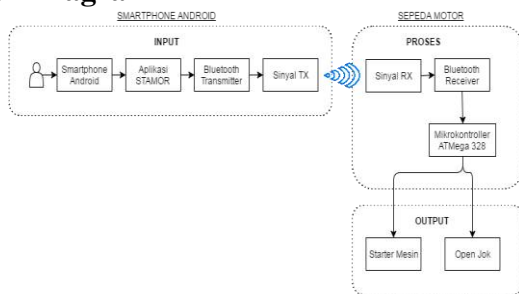 SMARTPHONE ANDROID
INPUT
Smartphone
Android
Aplikasi
STAMOR
Bluetooth
Transmitter
Sinyal TX
SEPEDA MOTOR
PROSES
Sinyal RX
Bluetooth
Receiver
Mikrokontroller
ATMega 328
OUTPUT
Starter Mesin
Open Jok